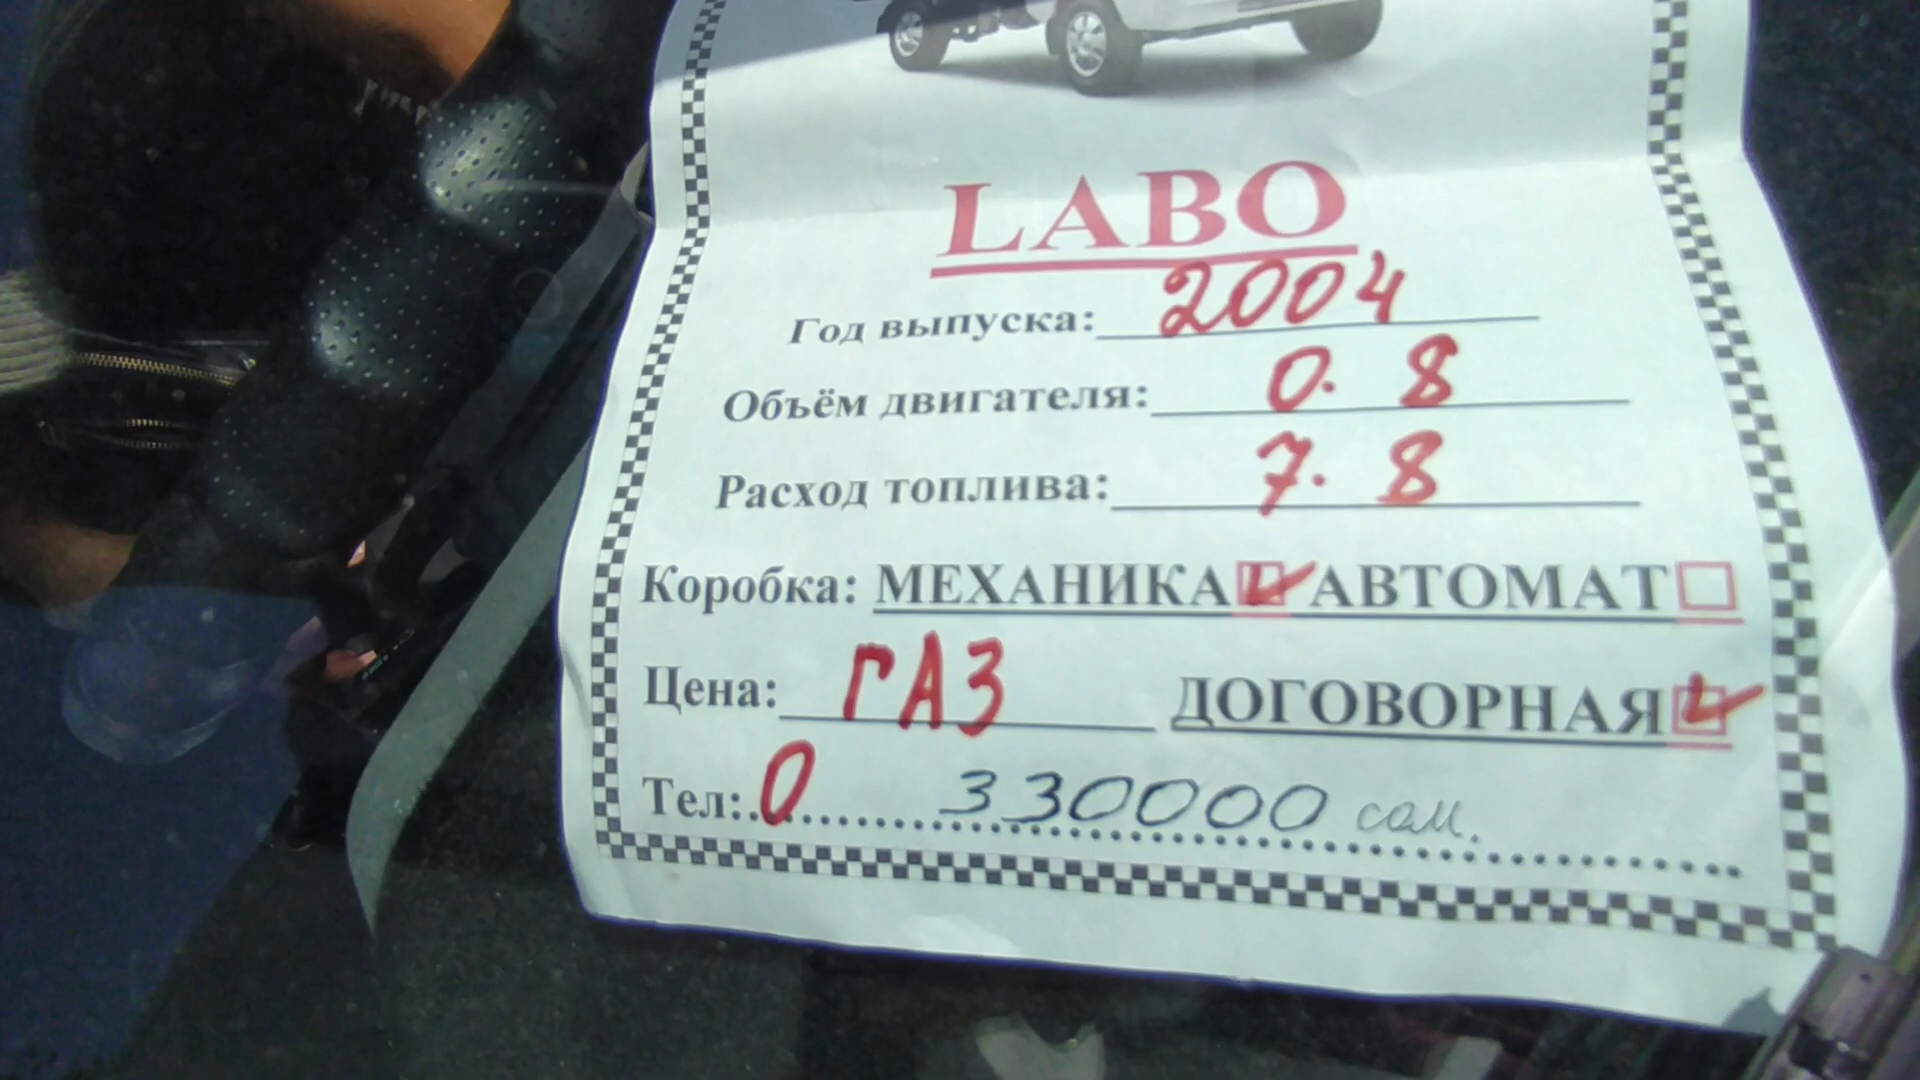 LABO
Год выпуска: 2004
Объём двигателя: 0.8
Расход топлива: 7.8
Коробка: МЕХАНИКА АВТОМАТ
Цена: ГАЗ ДОГОВОРНАЯ
Тел: 0 330000 сом.